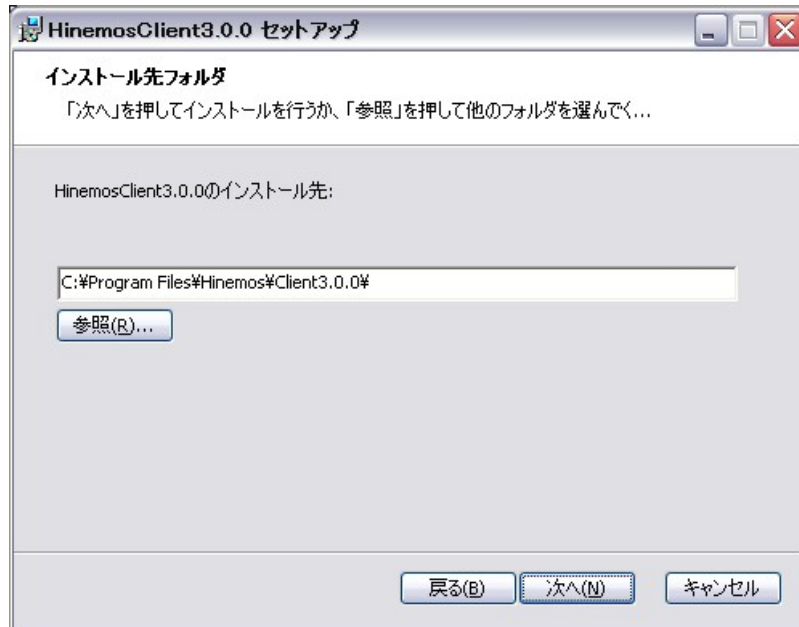 HinemosClient3.0.0 セットアップ
インストール先フォルダ
「次へ」を押してインストールを行うか、「参照」を押して他のフォルダを選んでく...
HinemosClient3.0.0のインストール先:
C:¥Program Files¥Hinemos¥Client3.0.0¥
参照(R)...
戻る(B) 次へ(N) キャンセル